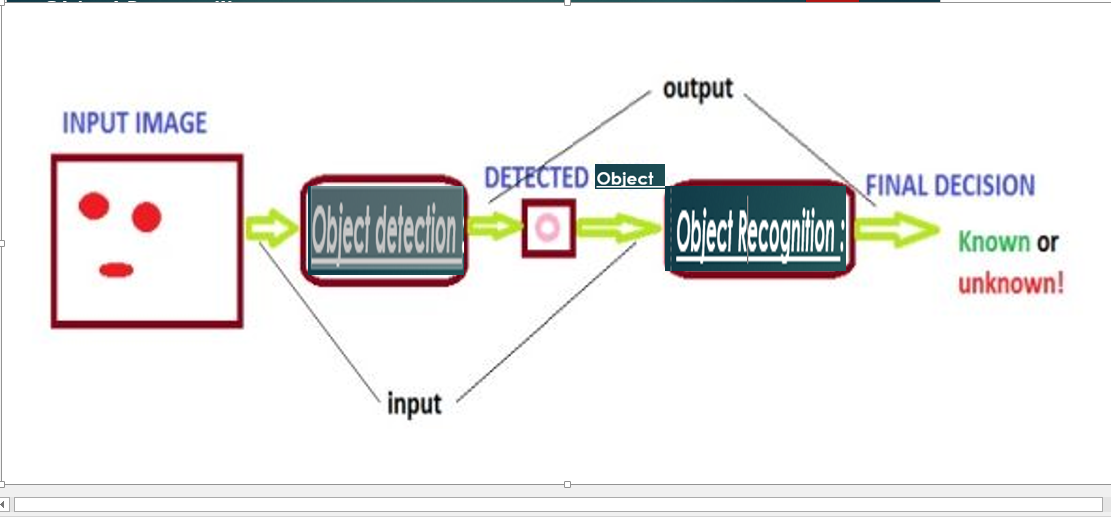 output
INPUT IMAGE
DETECTED Object
FINAL DECISION
Object detection :
Object Recognition :
Known or
unknown!
input